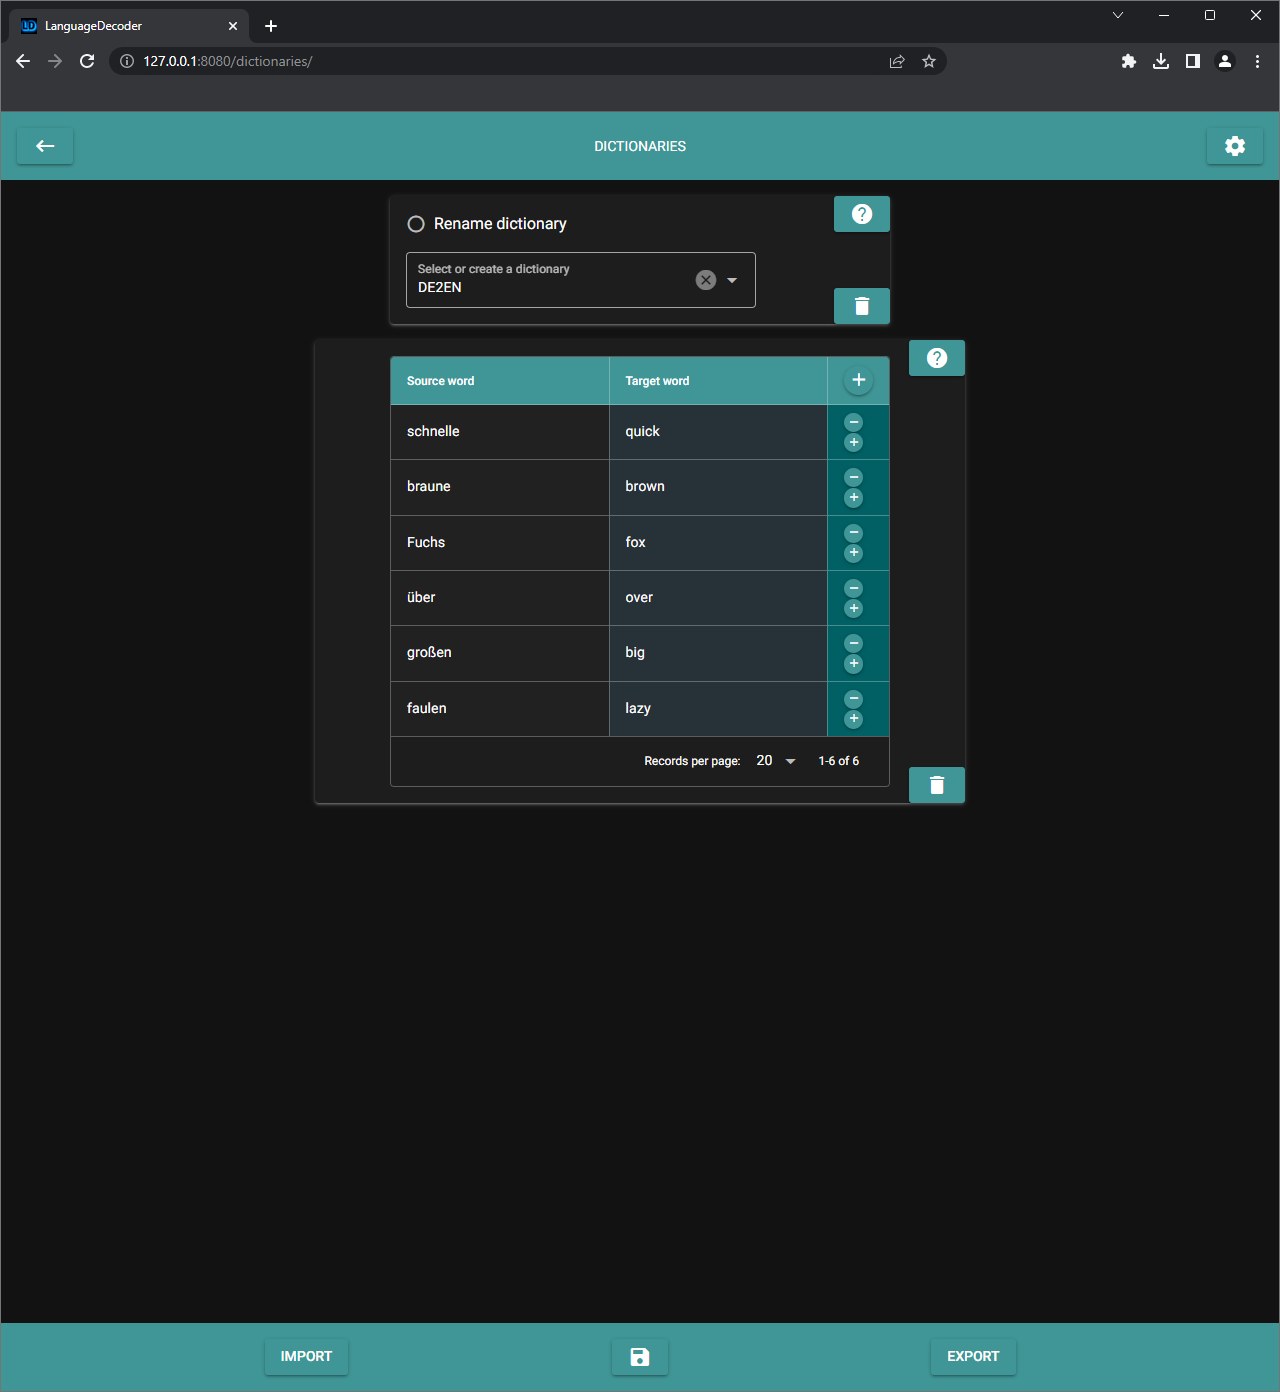 LanguageDecoder
127.0.0.1:8080/dictionaries/
DICTIONARIES
Rename dictionary
Select or create a dictionary
DE2EN
Source word Target word
schnelle quick
braune brown
Fuchs fox
über over
großen big
faulen lazy
Records per page: 20 1-6 of 6
IMPORT EXPORT